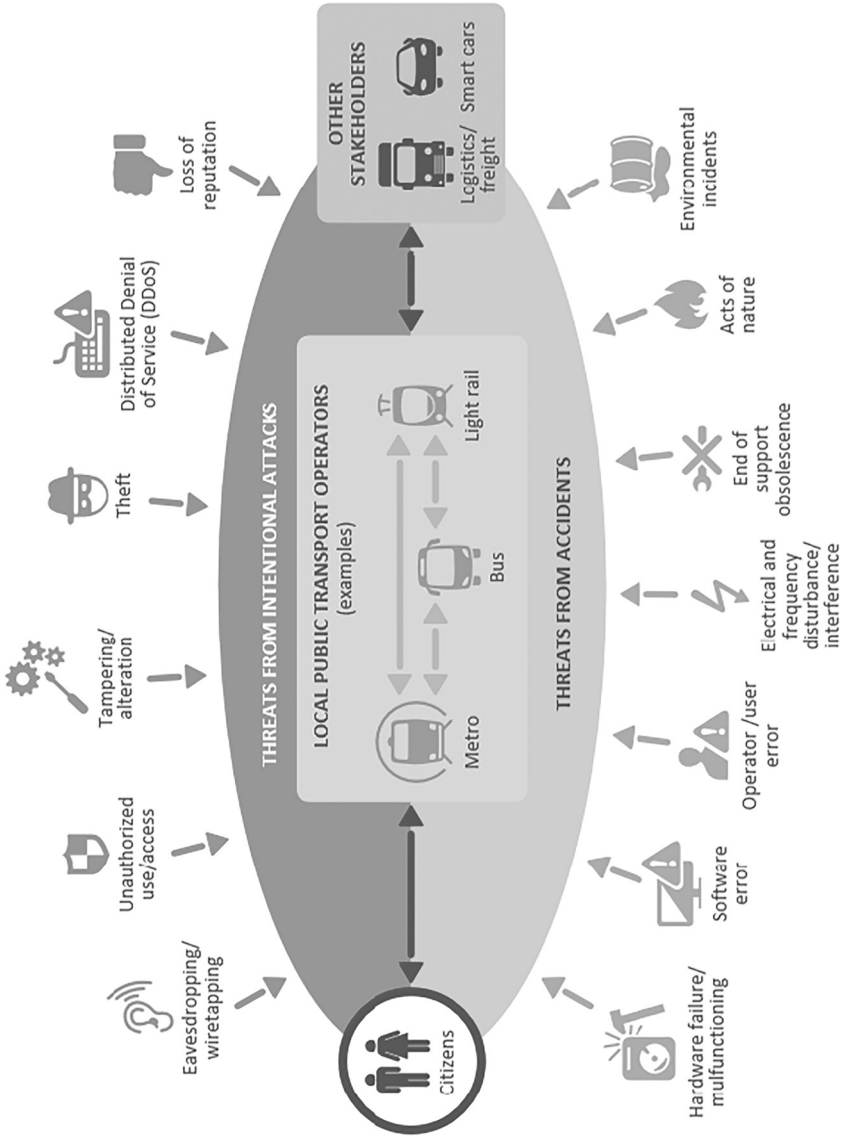 Eavesdropping/
wiretapping
Unauthorized
use/access
Tampering/
alteration
Theft
Distributed Denial
of Service (DDoS)
Loss of
reputation
THREATS FROM INTENTIONAL ATTACKS
LOCAL PUBLIC TRANSPORT OPERATORS
(examples)
Metro
Bus
Light rail
OTHER
STAKEHOLDERS
Logistics/
freight
Smart cars
Citizens
THREATS FROM ACCIDENTS
Hardware failure/
mulfunctioning
Software
error
Operator /user
error
Electrical and
frequency
disturbance/
interference
End of
support
obsolescence
Acts of
nature
Environmental
incidents